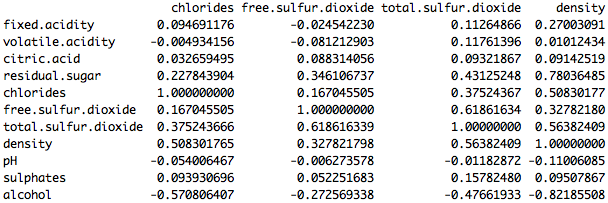 chlorides free.sulfur.dioxide total.sulfur.dioxide density
fixed.acidity 0.094691176 -0.024542230 0.11264866 0.27003091
volatile.acidity -0.004934156 -0.081212903 0.11761396 0.01012434
citric.acid 0.032659495 0.088314056 0.09321867 0.09142519
residual.sugar 0.227843904 0.346106737 0.43125248 0.78036485
chlorides 1.000000000 0.167045505 0.37524367 0.50830177
free.sulfur.dioxide 0.167045505 1.000000000 0.61861634 0.32782180
total.sulfur.dioxide 0.375243666 0.618616339 1.00000000 0.56382409
density 0.508301765 0.327821798 0.56382409 1.00000000
pH -0.054006467 -0.006273578 -0.01182872 -0.11006085
sulphates 0.093930696 0.052251683 0.15782480 0.09507867
alcohol -0.570806407 -0.272569338 -0.47661933 -0.82185508